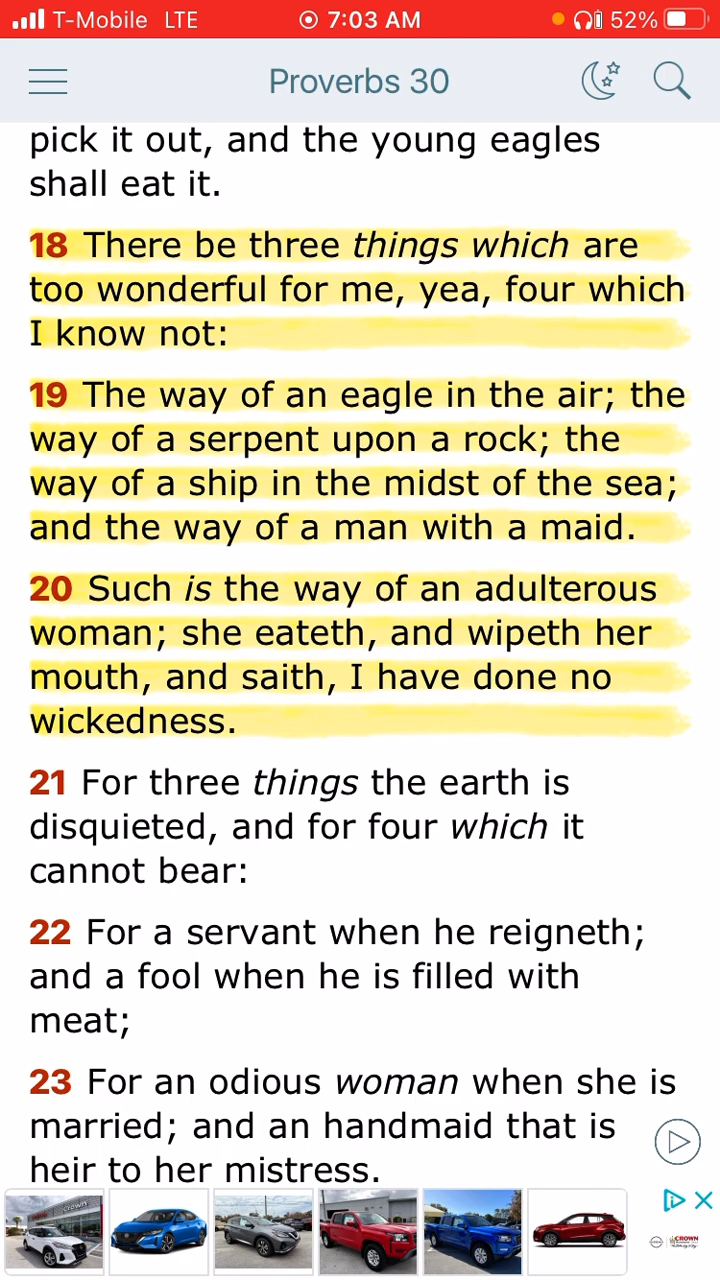 T-Mobile LTE 7:03 AM 52%
Proverbs 30
pick it out, and the young eagles
shall eat it.
18 There be three things which are
too wonderful for me, yea, four which
I know not:
19 The way of an eagle in the air; the
way of a serpent upon a rock; the
way of a ship in the midst of the sea;
and the way of a man with a maid.
20 Such is the way of an adulterous
woman; she eateth, and wipeth her
mouth, and saith, I have done no
wickedness.
21 For three things the earth is
disquieted, and for four which it
cannot bear:
22 For a servant when he reigneth;
and a fool when he is filled with
meat;
23 For an odious woman when she is
married; and an handmaid that is
heir to her mistress.
Crown
CROWN